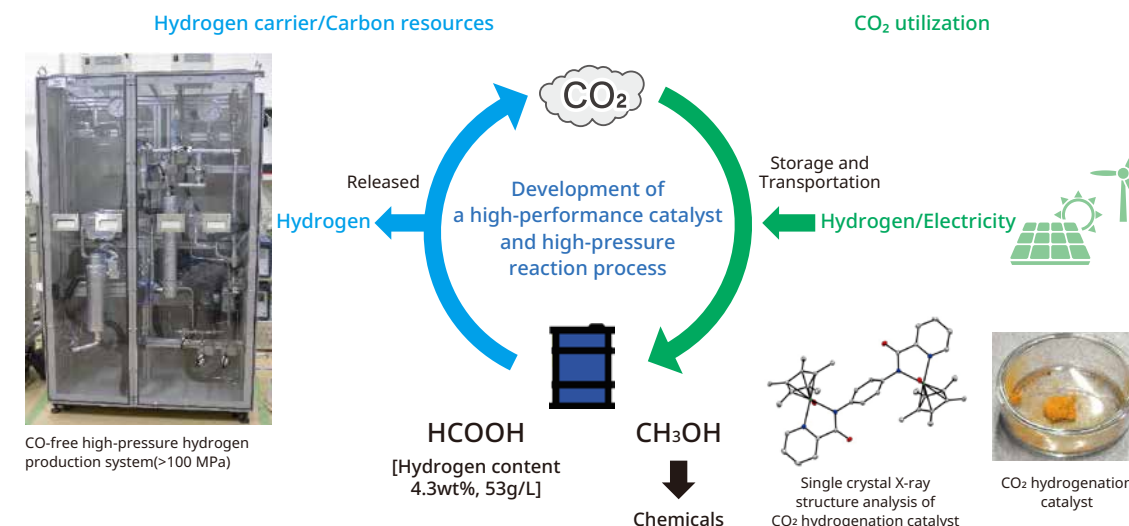 Hydrogen carrier/Carbon resources
CO₂ utilization
CO₂
Released
Hydrogen
Development of
a high-performance catalyst
and high-pressure
reaction process
Storage and
Transportation
Hydrogen/Electricity
CO-free high-pressure hydrogen
production system(>100 MPa)
HCOOH
[Hydrogen content
4.3wt%, 53g/L]
CH₃OH
Chemicals
Single crystal X-ray
structure analysis of
CO₂ hydrogenation catalyst
CO₂ hydrogenation
catalyst